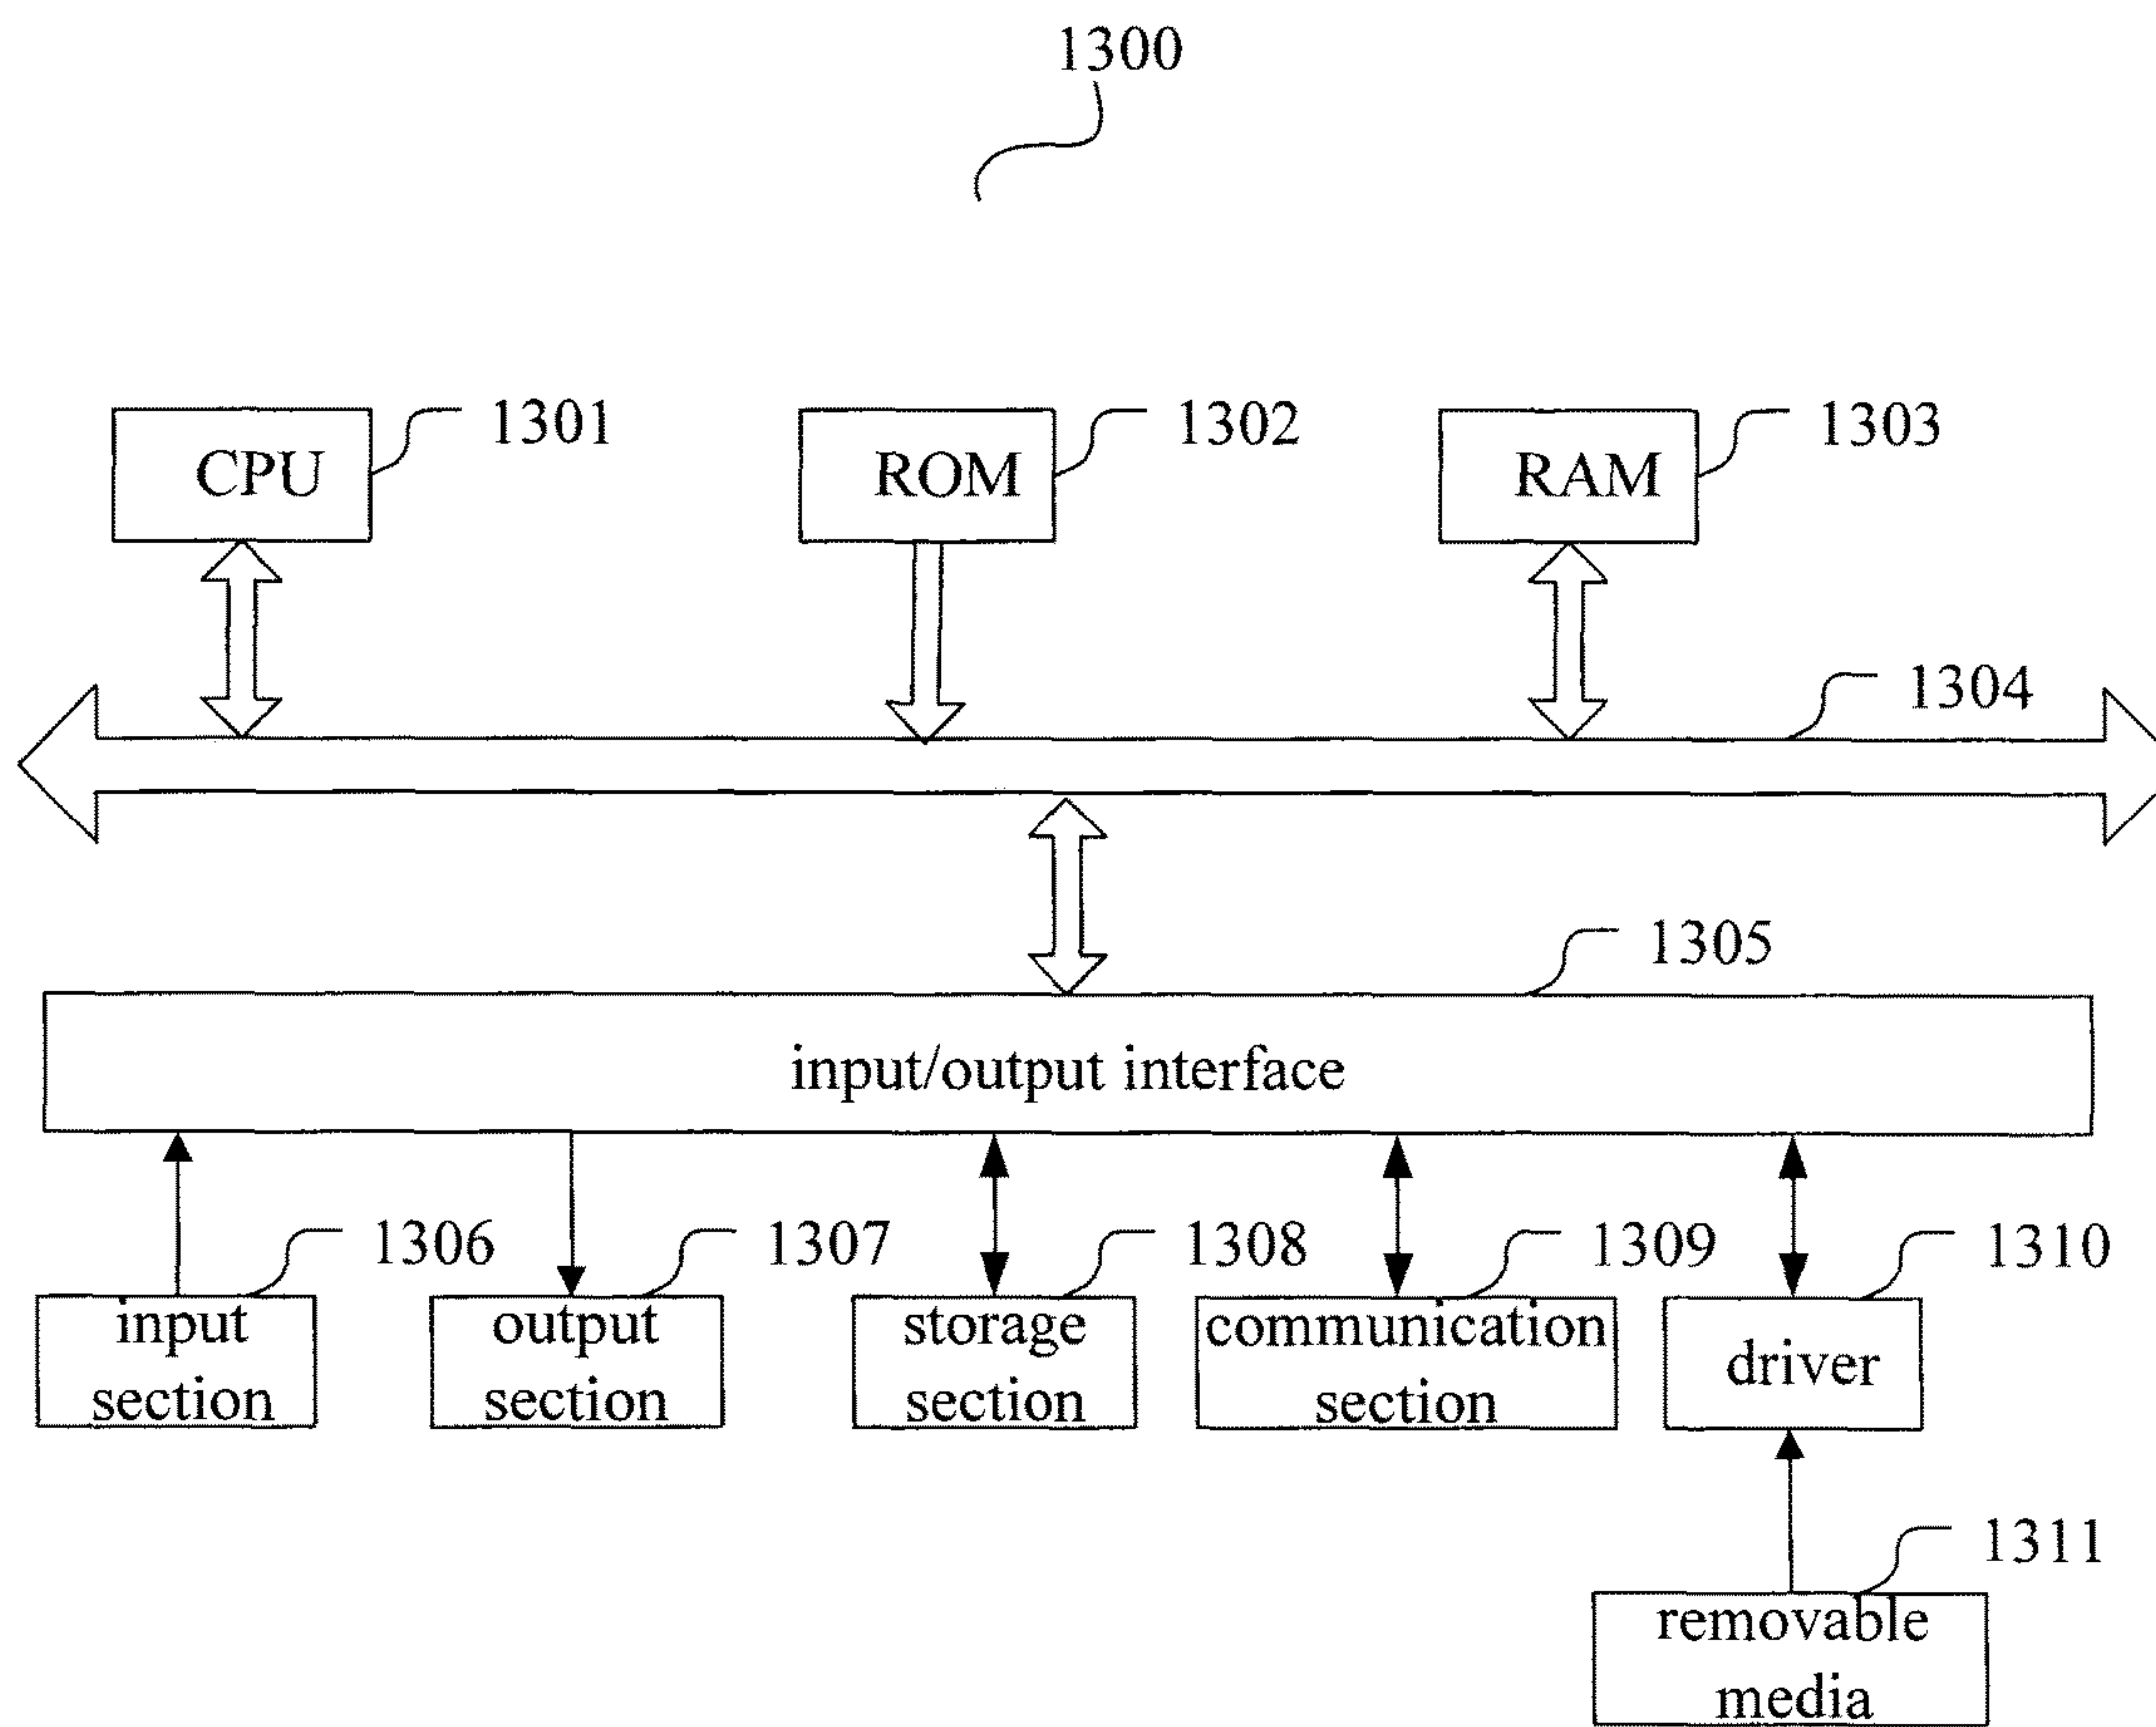 1300
CPU
1301
ROM
1302
RAM
1303
1304
1305
input/output interface
1306
1307
1308
1309
1310
input
section
output
section
storage
section
communication
section
driver
1311
removable
media